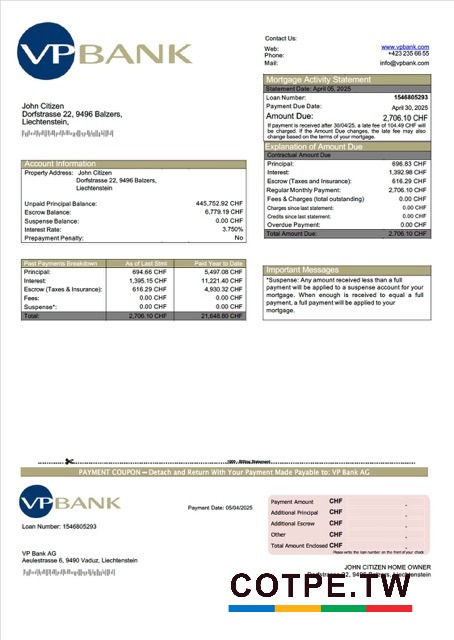 VPBANK
Contact Us:
Web: www.vpbank.com
Phone: +423 235 66 55
Mail: info@vpbank.com
Mortgage Activity Statement
Statement Date: April 05, 2025
Loan Number: 1546805293
Payment Due Date: April 30, 2025
Amount Due: 2,706.10 CHF
If payment is received after 30/04/25, a late fee of 104.49 CHF will
be charged. If the Amount Due changes, the late fee may also
change based on the terms of your mortgage.
John Citizen
Dorfstrasse 22, 9496 Balzers,
Liechtenstein,
Explanation of Amount Due
Contractual Amount Due
Principal: 696.83 CHF
Interest: 1,392.98 CHF
Escrow (Taxes and Insurance): 616.29 CHF
Regular Monthly Payment: 2,706.10 CHF
Fees & Charges (total outstanding) 0.00 CHF
Charges since last statement: 0.00 CHF
Credits since last statement: 0.00 CHF
Overdue Payment: 0.00 CHF
Total Amount Due: 2,706.10 CHF
Account Information
Property Address: John Citizen
Dorfstrasse 22, 9496 Balzers,
Liechtenstein
Unpaid Principal Balance: 445,752.92 CHF
Escrow Balance: 6,779.19 CHF
Suspense Balance: 0.00 CHF
Interest Rate: 3.750%
Prepayment Penalty: No
Past Payments Breakdown As of Last Stmt Paid Year to Date
Principal: 694.66 CHF 5,497.08 CHF
Interest: 1,395.15 CHF 11,221.40 CHF
Escrow (Taxes & Insurance): 616.29 CHF 4,930.32 CHF
Fees: 0.00 CHF 0.00 CHF
Suspense*: 0.00 CHF 0.00 CHF
Total: 2,706.10 CHF 21,648.80 CHF
Important Messages
*Suspense: Any amount received less than a full
payment will be applied to a suspense account for your
mortgage. When enough is received to equal a full
payment, a full payment will be applied to your
mortgage.
Billing Statement
PAYMENT COUPON – Detach and Return With Your Payment Made Payable to: VP Bank AG
VPBANK
Payment Date: 05/04/2025
Loan Number: 1546805293
Payment Amount CHF
Additional Principal CHF
Additional Escrow CHF
Other CHF
Total Amount Enclosed CHF
Please write the loan number on the front of your check
VP Bank AG
Aeulestrasse 6, 9490 Vaduz, Liechtenstein
JOHN CITIZEN HOME OWNER
Dorfstrasse 22, 9496 Balzers, Liechtenstein
COTPE.TW